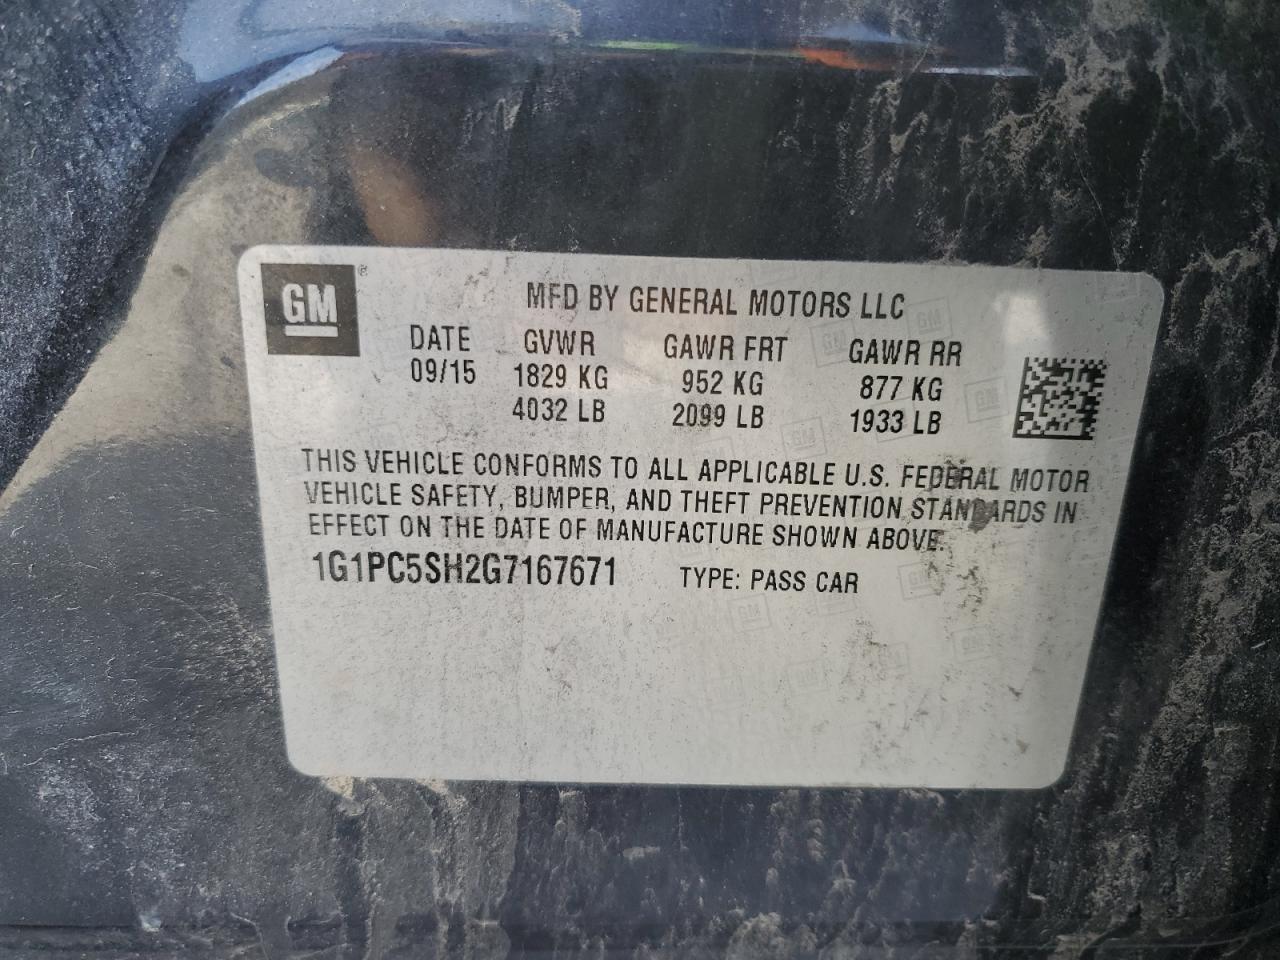 GM ®
MFD BY GENERAL MOTORS LLC
DATE GVWR GAWR FRT GAWR RR
09/15 1829 KG 952 KG 877 KG
4032 LB 2099 LB 1933 LB
THIS VEHICLE CONFORMS TO ALL APPLICABLE U.S. FEDERAL MOTOR
VEHICLE SAFETY, BUMPER, AND THEFT PREVENTION STANDARDS IN
EFFECT ON THE DATE OF MANUFACTURE SHOWN ABOVE.
1G1PC5SH2G7167671 TYPE: PASS CAR